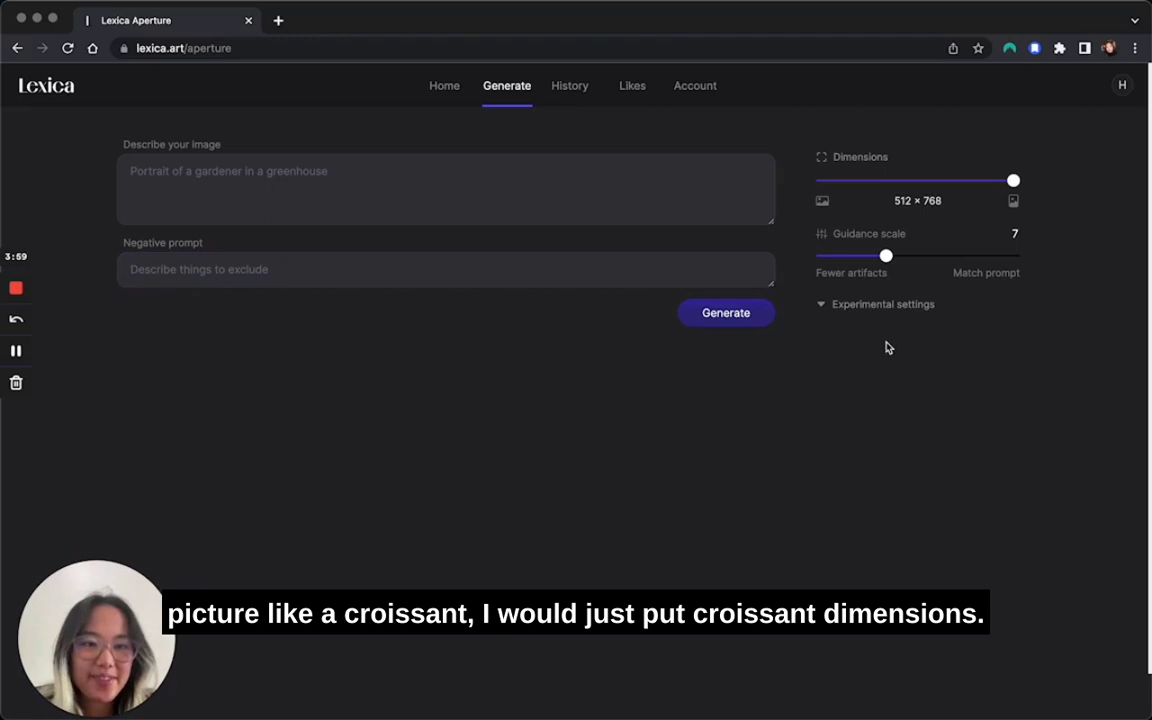 Lexica Aperture
lexica.art/aperture
Lexica
Home Generate History Likes Account
H
Describe your image
Portrait of a gardener in a greenhouse
Negative prompt
Describe things to exclude
Generate
Dimensions
512 × 768
Guidance scale 7
Fewer artifacts Match prompt
Experimental settings
3:59
picture like a croissant, I would just put croissant dimensions.